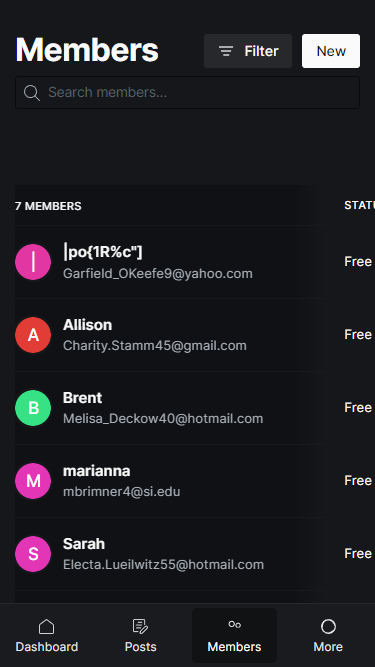 Members
Filter
New
Search members...
7 MEMBERS
STATU
|
|po{1R%c"]
Garfield_OKeefe9@yahoo.com
Free
A
Allison
Charity.Stamm45@gmail.com
Free
B
Brent
Melisa_Deckow40@hotmail.com
Free
M
marianna
mbrimner4@si.edu
Free
S
Sarah
Electa.Lueilwitz55@hotmail.com
Free
Dashboard
Posts
Members
More